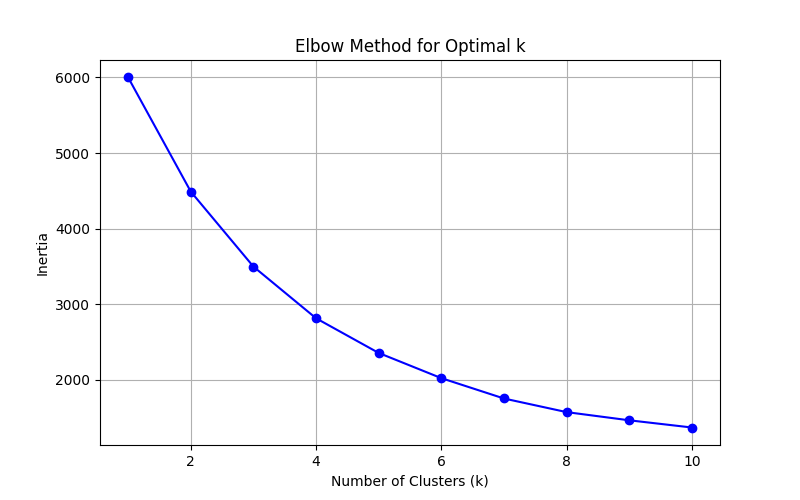 Elbow Method for Optimal k
6000
5000
4000
3000
2000
Inertia
2 4 6 8 10
Number of Clusters (k)